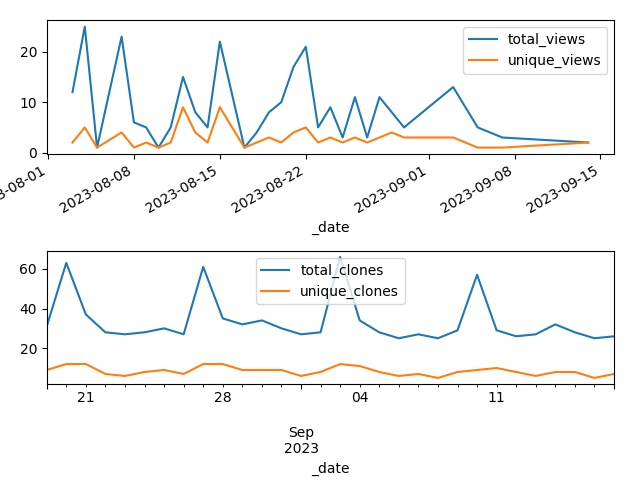 20
10
0
total_views
unique_views
3-08-01
2023-08-08
2023-08-15
2023-08-22
2023-09-01
2023-09-08
2023-09-15
_date
60
40
20
total_clones
unique_clones
21
28
04
11
Sep
2023
_date